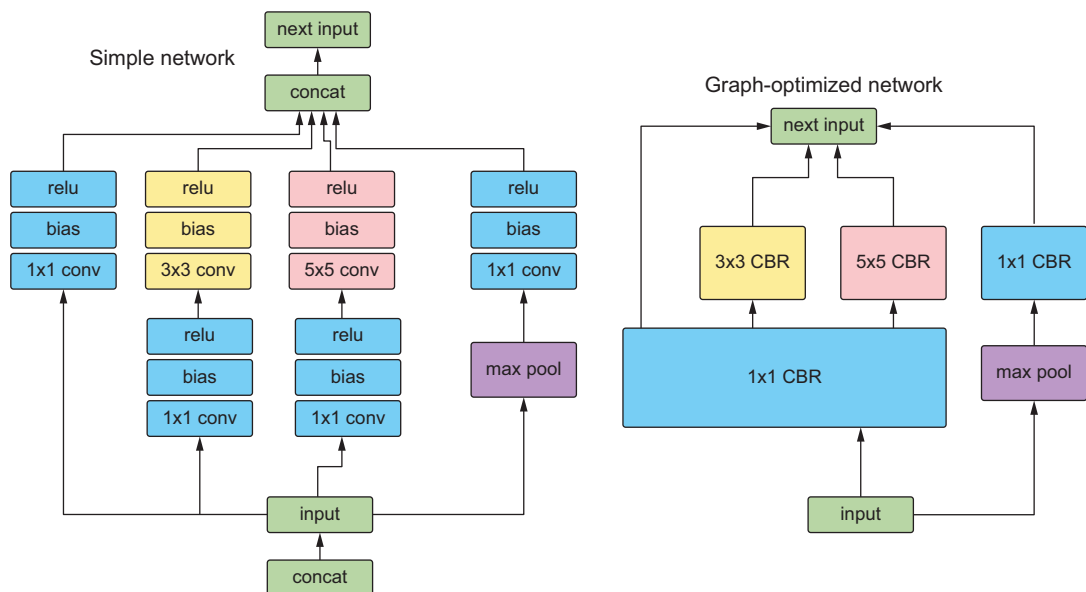 Simple network
next input
concat
relu
relu
relu
relu
bias
bias
bias
bias
1x1 conv
3x3 conv
5x5 conv
1x1 conv
relu
relu
bias
bias
max pool
1x1 conv
1x1 conv
input
concat
Graph-optimized network
next input
3x3 CBR
5x5 CBR
1x1 CBR
1x1 CBR
max pool
input